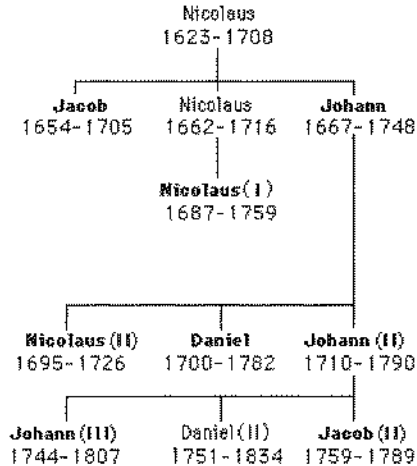 Nicolaus
1623-1708
Jacob Nicolaus Johann
1654-1705 1662-1716 1667-1748
Nicolaus(I)
1687-1759
Nicolaus(II) Daniel Johann(II)
1695-1726 1700-1782 1710-1790
Johann(III) Daniel(II) Jacob(II)
1744-1807 1751-1834 1759-1789